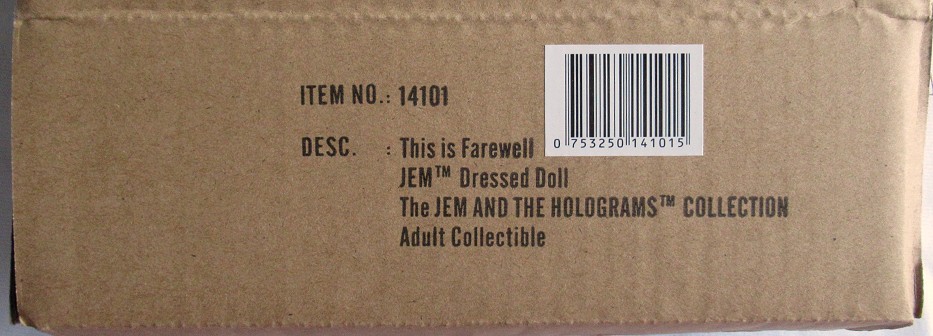 ITEM NO.: 14101
DESC. : This is Farewell
JEM™ Dressed Doll
The JEM AND THE HOLOGRAMS™ COLLECTION
Adult Collectible
0 753250 141015